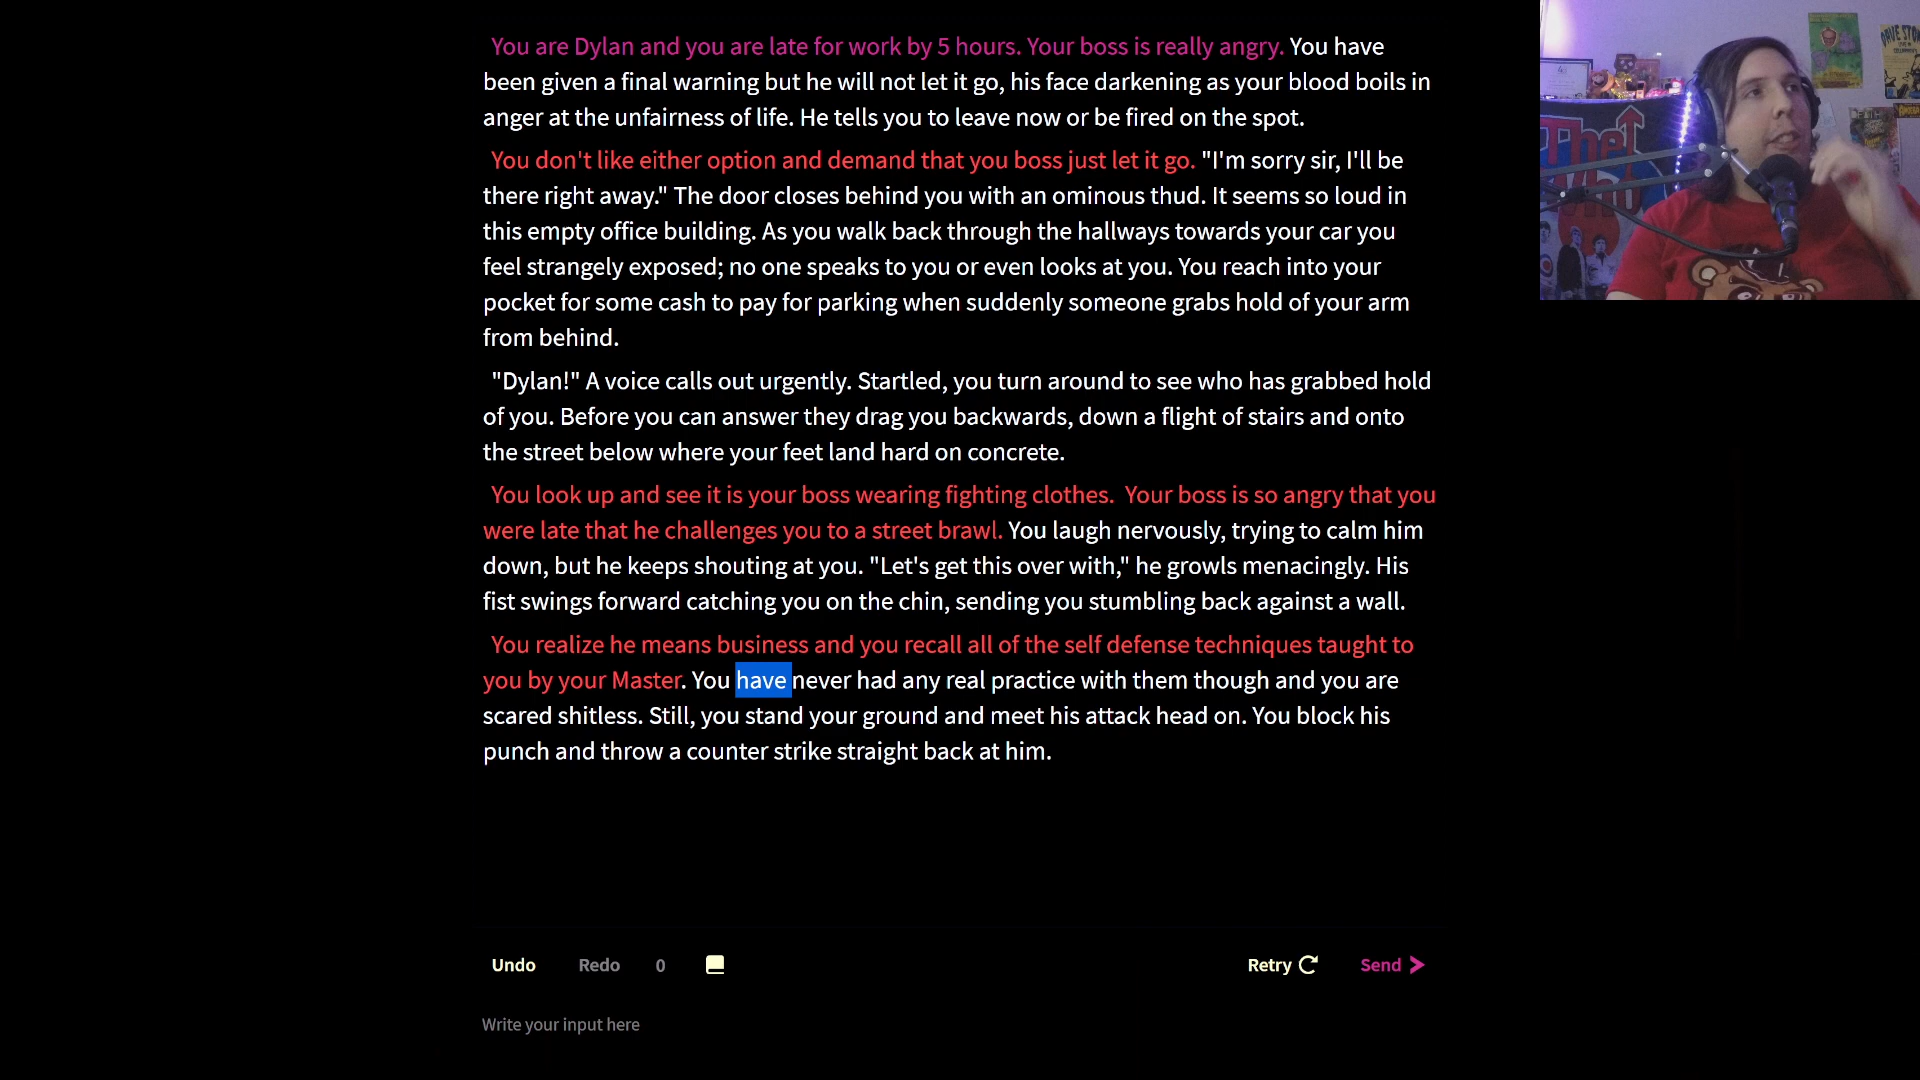 You are Dylan and you are late for work by 5 hours. Your boss is really angry. You have
been given a final warning but he will not let it go, his face darkening as your blood boils in
anger at the unfairness of life. He tells you to leave now or be fired on the spot.
You don't like either option and demand that you boss just let it go. "I'm sorry sir, I'll be
there right away." The door closes behind you with an ominous thud. It seems so loud in
this empty office building. As you walk back through the hallways towards your car you
feel strangely exposed; no one speaks to you or even looks at you. You reach into your
pocket for some cash to pay for parking when suddenly someone grabs hold of your arm
from behind.
"Dylan!" A voice calls out urgently. Startled, you turn around to see who has grabbed hold
of you. Before you can answer they drag you backwards, down a flight of stairs and onto
the street below where your feet land hard on concrete.
You look up and see it is your boss wearing fighting clothes.  Your boss is so angry that you
were late that he challenges you to a street brawl. You laugh nervously, trying to calm him
down, but he keeps shouting at you. "Let's get this over with," he growls menacingly. His
fist swings forward catching you on the chin, sending you stumbling back against a wall.
You realize he means business and you recall all of the self defense techniques taught to
you by your Master. You have never had any real practice with them though and you are
scared shitless. Still, you stand your ground and meet his attack head on. You block his
punch and throw a counter strike straight back at him.
Undo Redo 0 Retry Send
Write your input here
The
Who